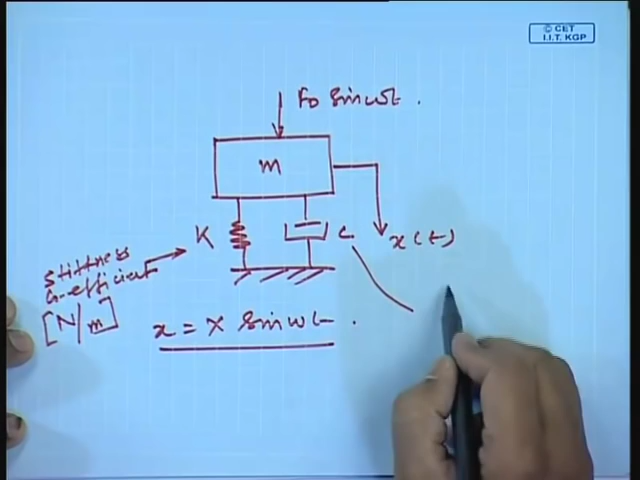 © CET
I.I.T. KGP
Fo sinωt .
m
K
c
x(t)
stiffness
Co-efficient
[N/m]
x = X sinωt .